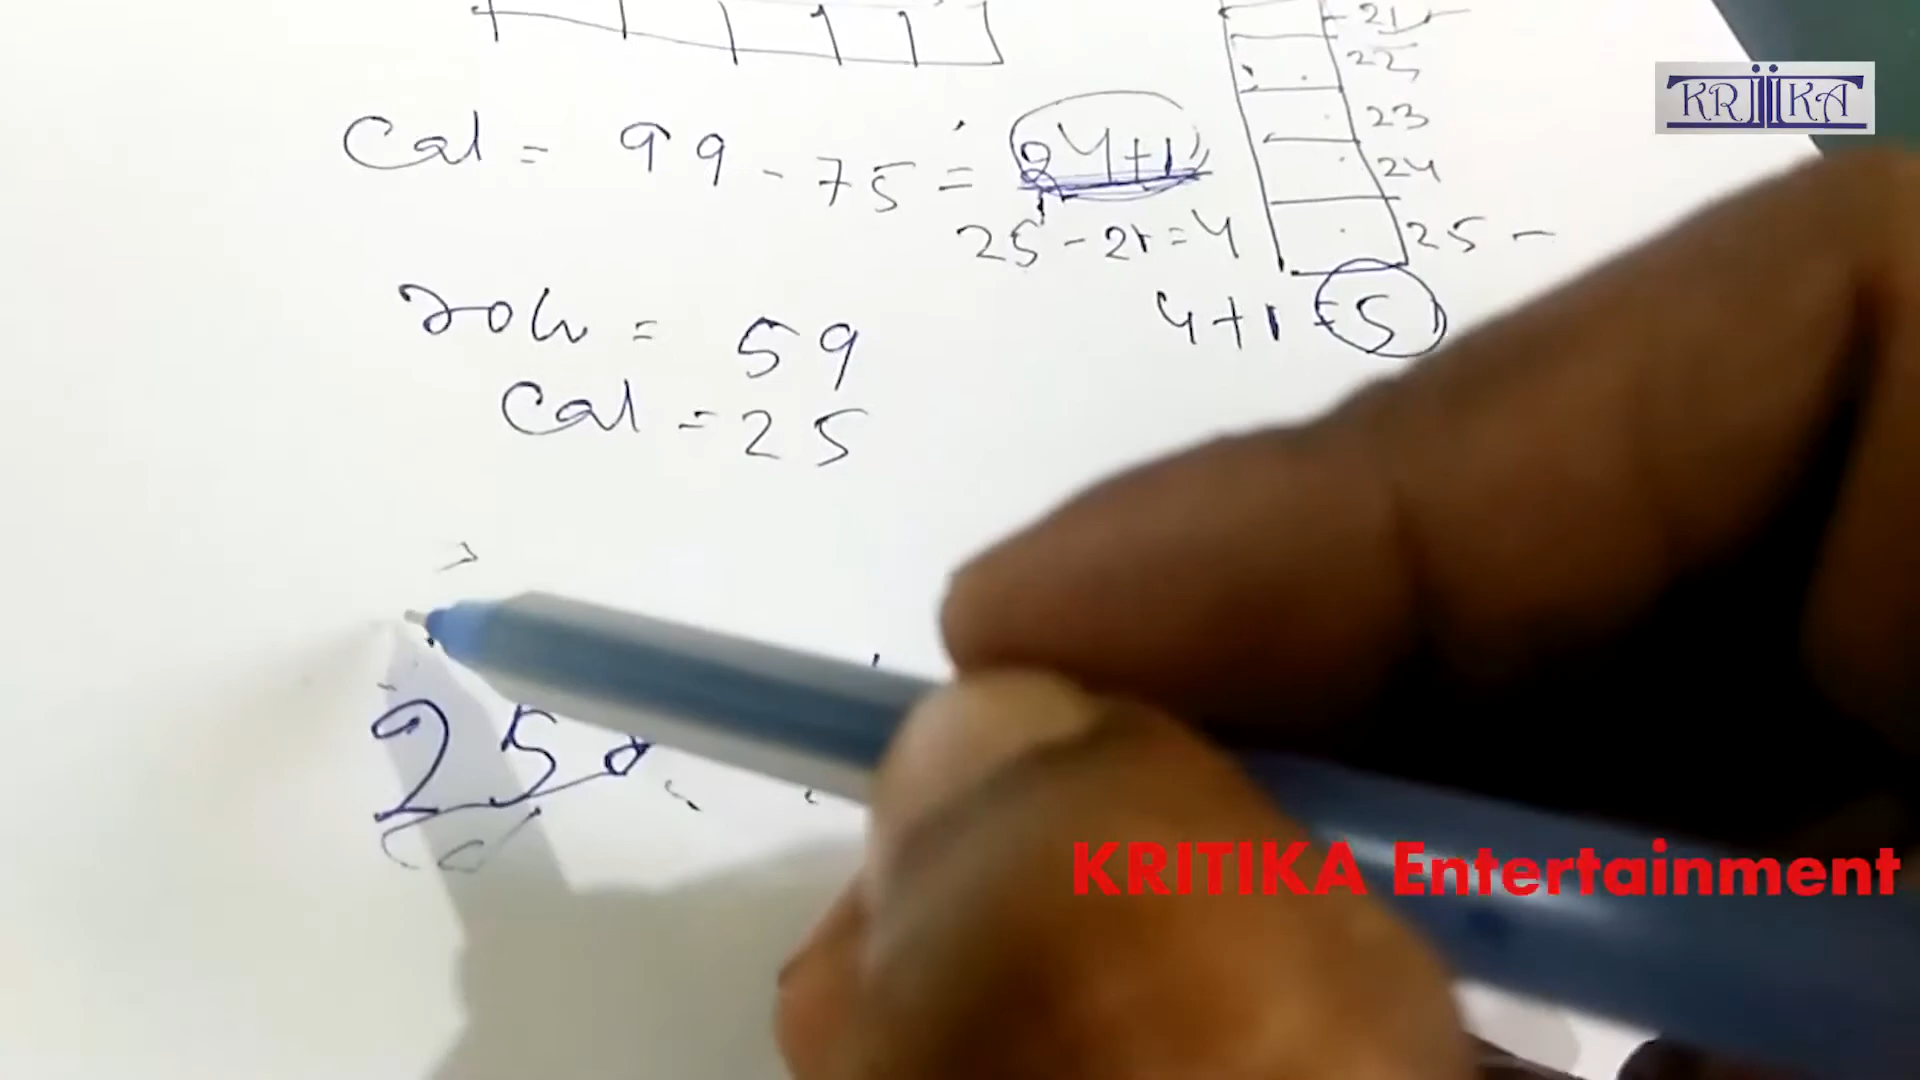 21
22
KRITIKA
23
Cal = 99 - 75 = 24+1
24
25 - 21 = 4
25 -
row = 59
4+1 = 5
Cal = 25
25
KRITIKA Entertainment